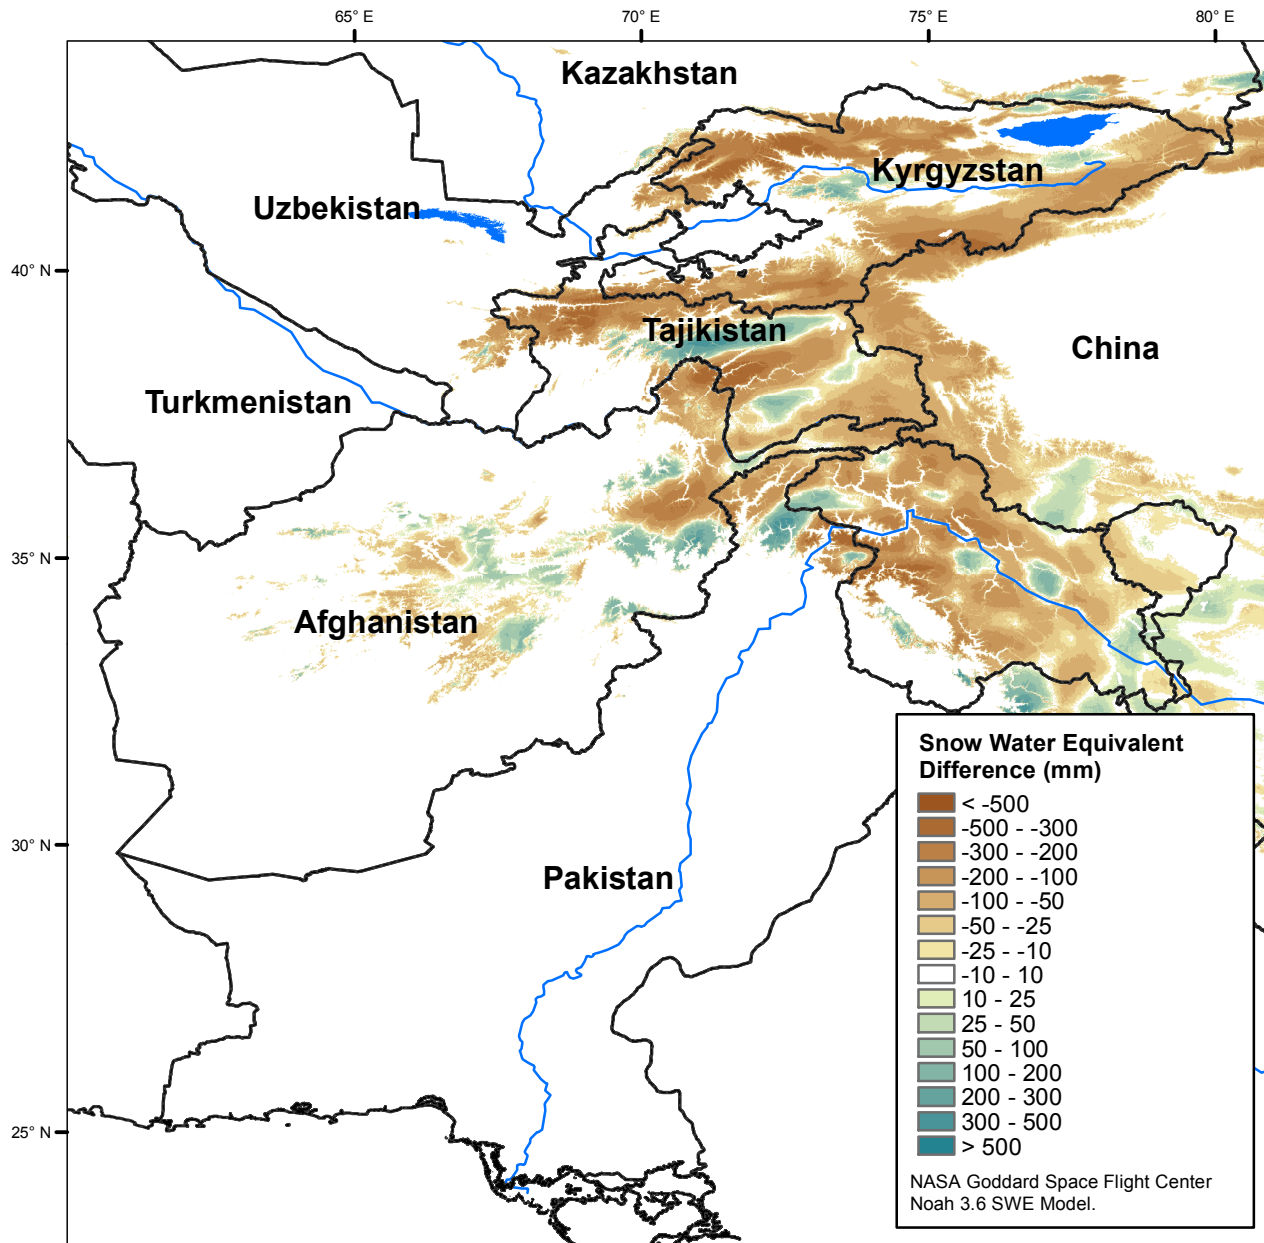 65° E
70° E
75° E
80° E
Kazakhstan
Kyrgyzstan
Uzbekistan
40° N
Tajikistan
China
Turkmenistan
35° N
Afghanistan
Snow Water Equivalent
Difference (mm)
< -500
-500 - -300
-300 - -200
-200 - -100
-100 - -50
-50 - -25
-25 - -10
-10 - 10
10 - 25
25 - 50
50 - 100
100 - 200
200 - 300
300 - 500
> 500
30° N
Pakistan
25° N
NASA Goddard Space Flight Center
Noah 3.6 SWE Model.